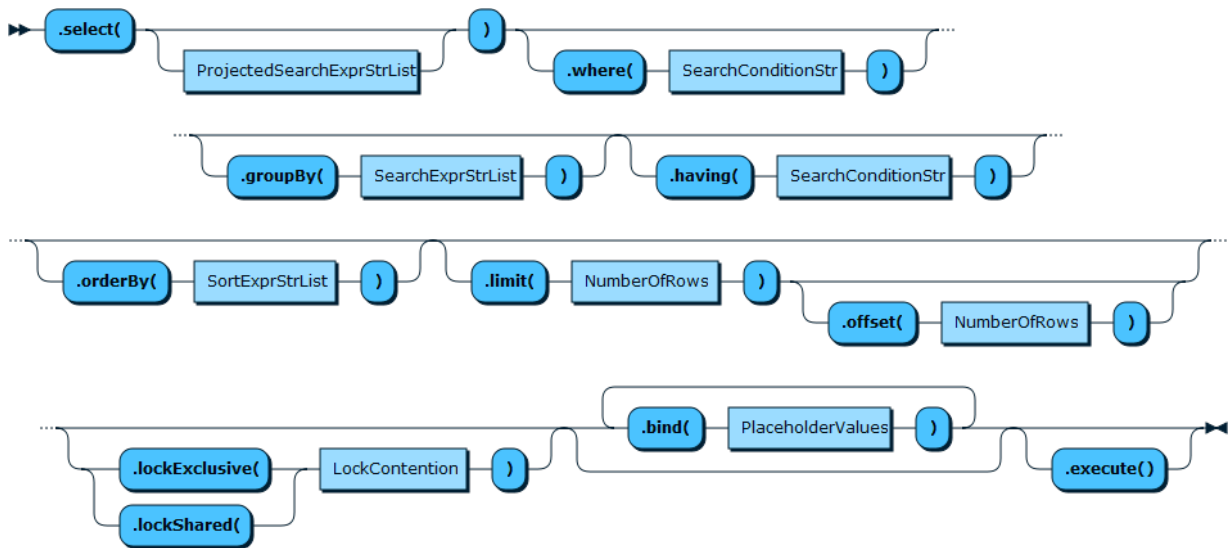 .select( )
ProjectedSearchExprStrList .where( SearchConditionStr )
.groupBy( SearchExprStrList ) .having( SearchConditionStr )
.orderBy( SortExprStrList ) .limit( NumberOfRows )
.offset( NumberOfRows )
.bind( PlaceholderValues )
.lockExclusive( LockContention ) .execute()
.lockShared(